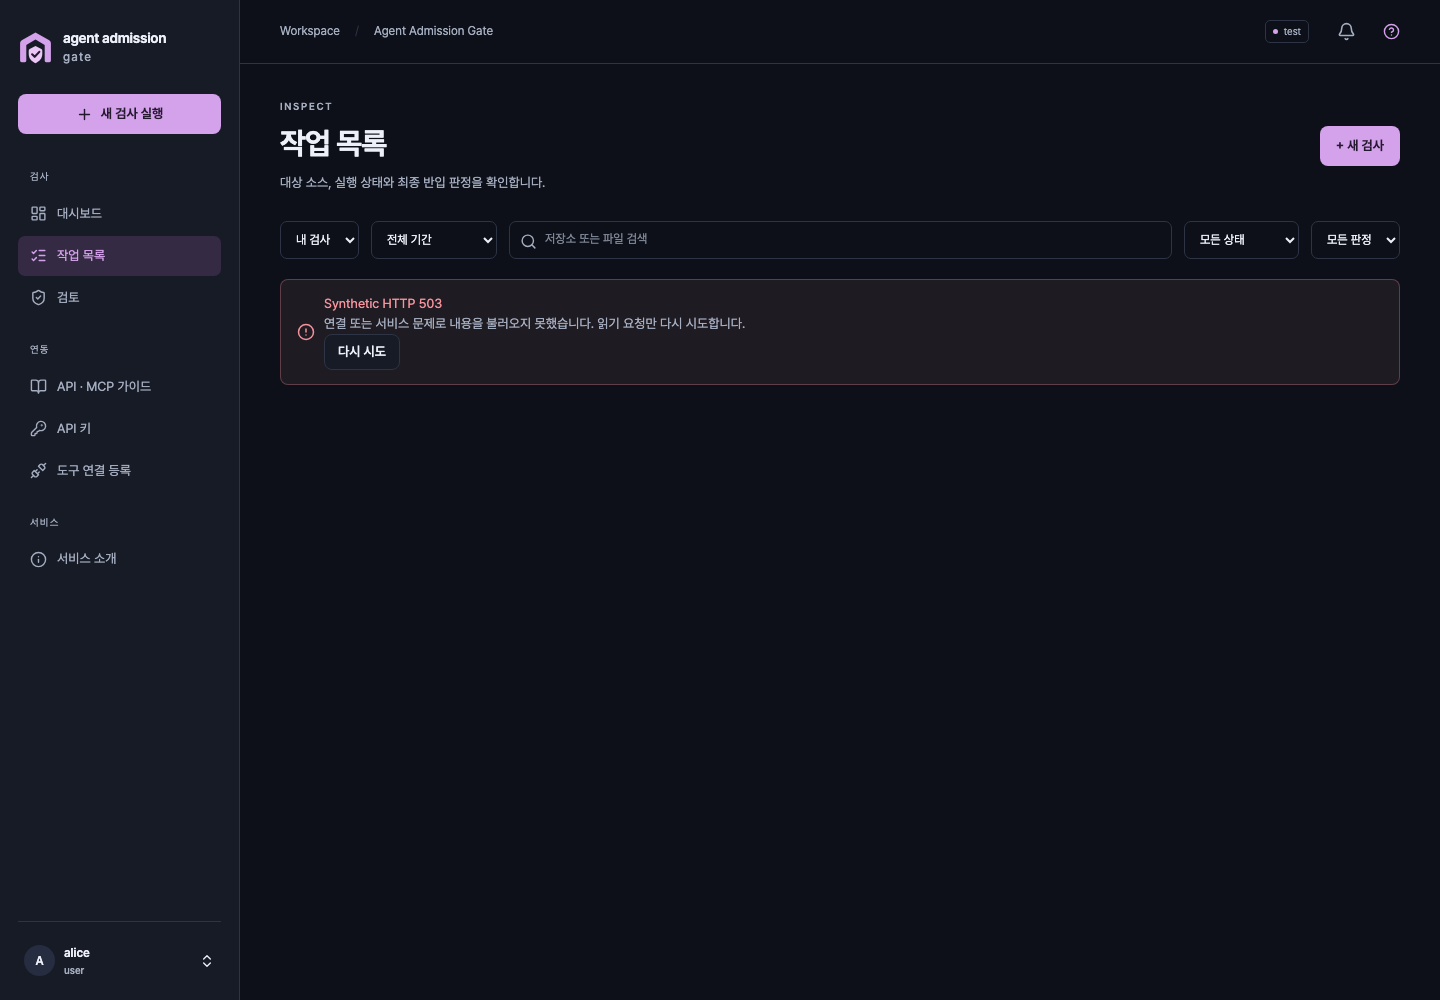 agent admission
gate
새 검사 실행
검사
대시보드
작업 목록
검토
연동
API · MCP 가이드
API 키
도구 연결 등록
서비스
서비스 소개
A
alice
user
Workspace / Agent Admission Gate
test
INSPECT
작업 목록
+ 새 검사
대상 소스, 실행 상태와 최종 반입 판정을 확인합니다.
내 검사
전체 기간
저장소 또는 파일 검색
모든 상태
모든 판정
Synthetic HTTP 503
연결 또는 서비스 문제로 내용을 불러오지 못했습니다. 읽기 요청만 다시 시도합니다.
다시 시도